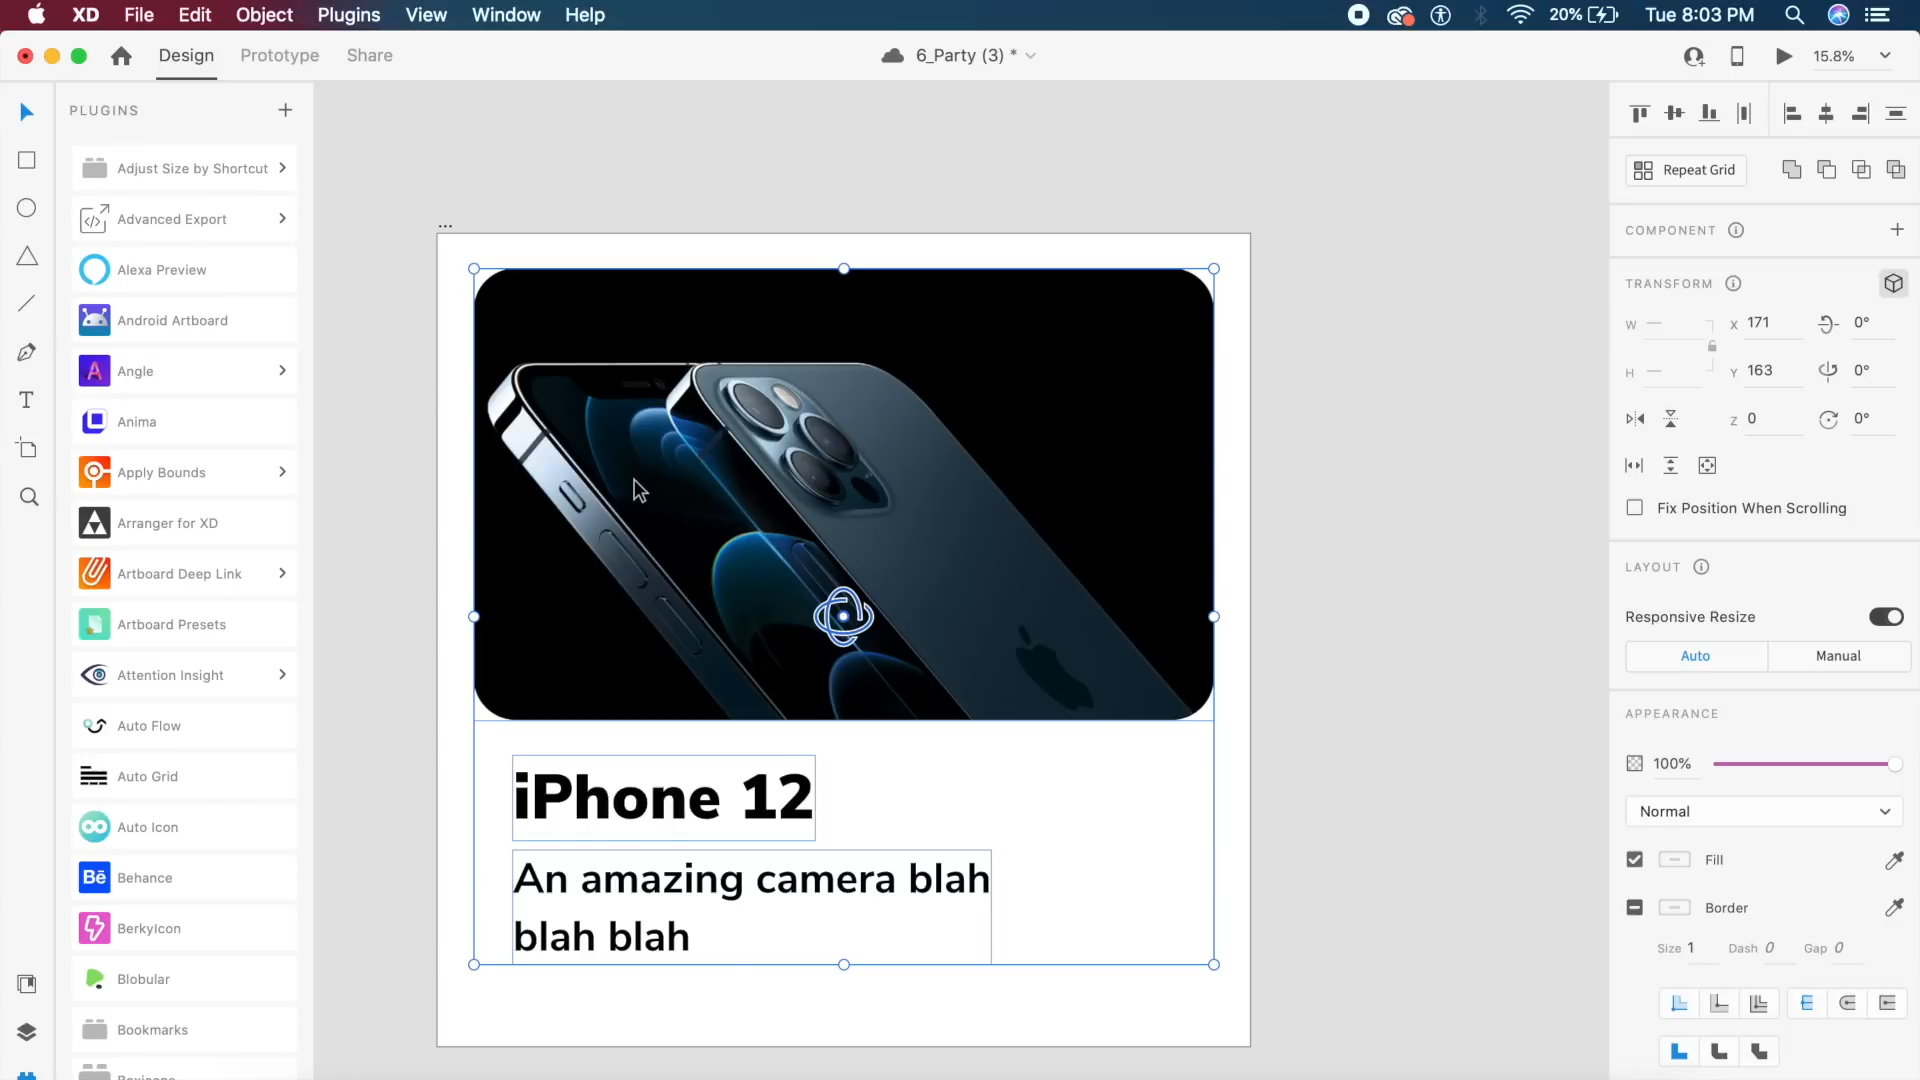 XD File Edit Object Plugins View Window Help
20% Tue 8:03 PM
Design Prototype Share
6_Party (3) *
15.8%
PLUGINS
Adjust Size by Shortcut
Advanced Export
Alexa Preview
Android Artboard
Angle
Anima
Apply Bounds
Arranger for XD
Artboard Deep Link
Artboard Presets
Attention Insight
Auto Flow
Auto Grid
Auto Icon
Bē Behance
BerkyIcon
Blobular
Bookmarks
...
iPhone 12
An amazing camera blah
blah blah
Repeat Grid
COMPONENT
TRANSFORM
W X 171 0°
H Y 163 0°
Z 0 0°
Fix Position When Scrolling
LAYOUT
Responsive Resize
Auto Manual
APPEARANCE
100%
Normal
Fill
Border
Size 1 Dash 0 Gap 0